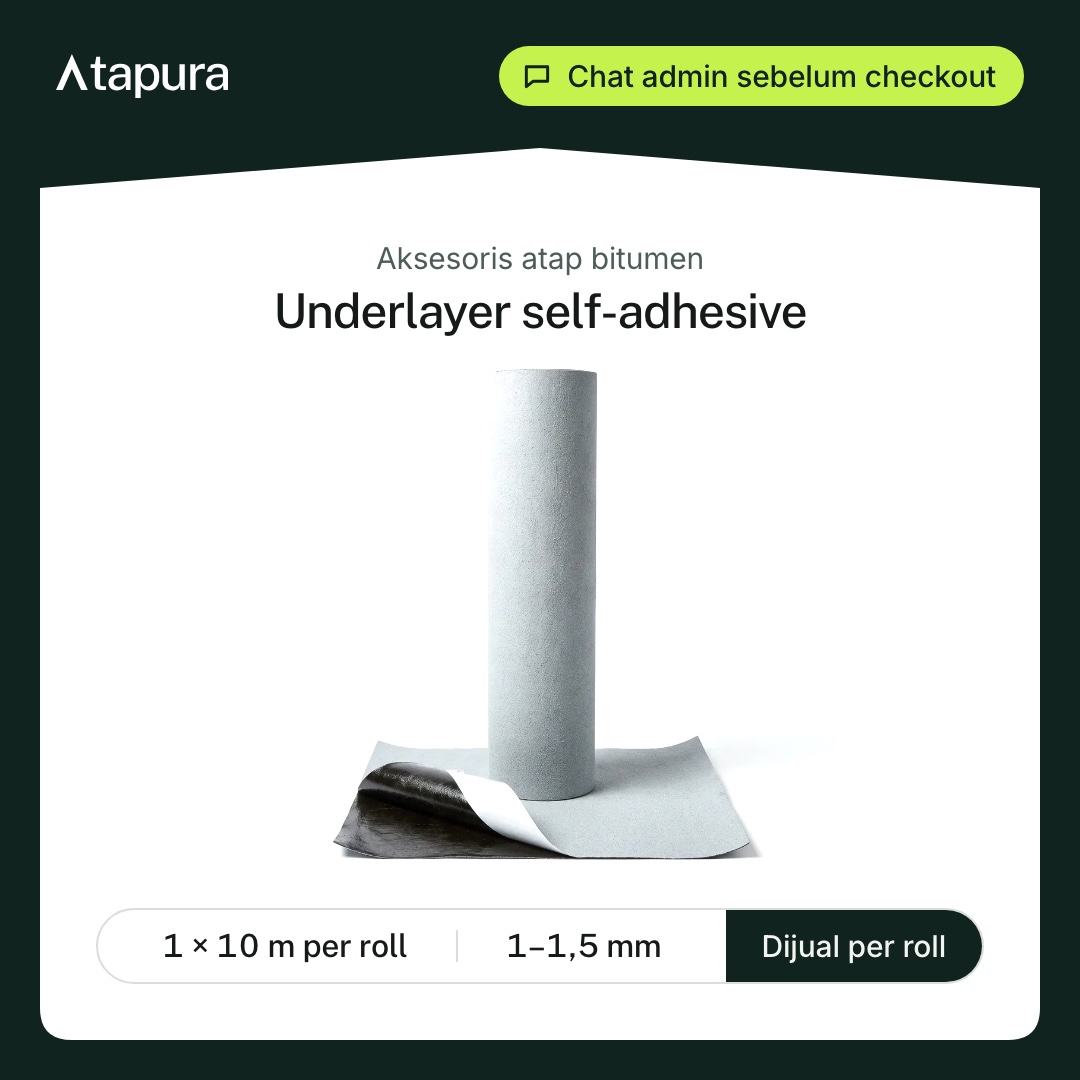 Atapura
Chat admin sebelum checkout
Aksesoris atap bitumen
Underlayer self-adhesive
1 × 10 m per roll
1–1,5 mm
Dijual per roll